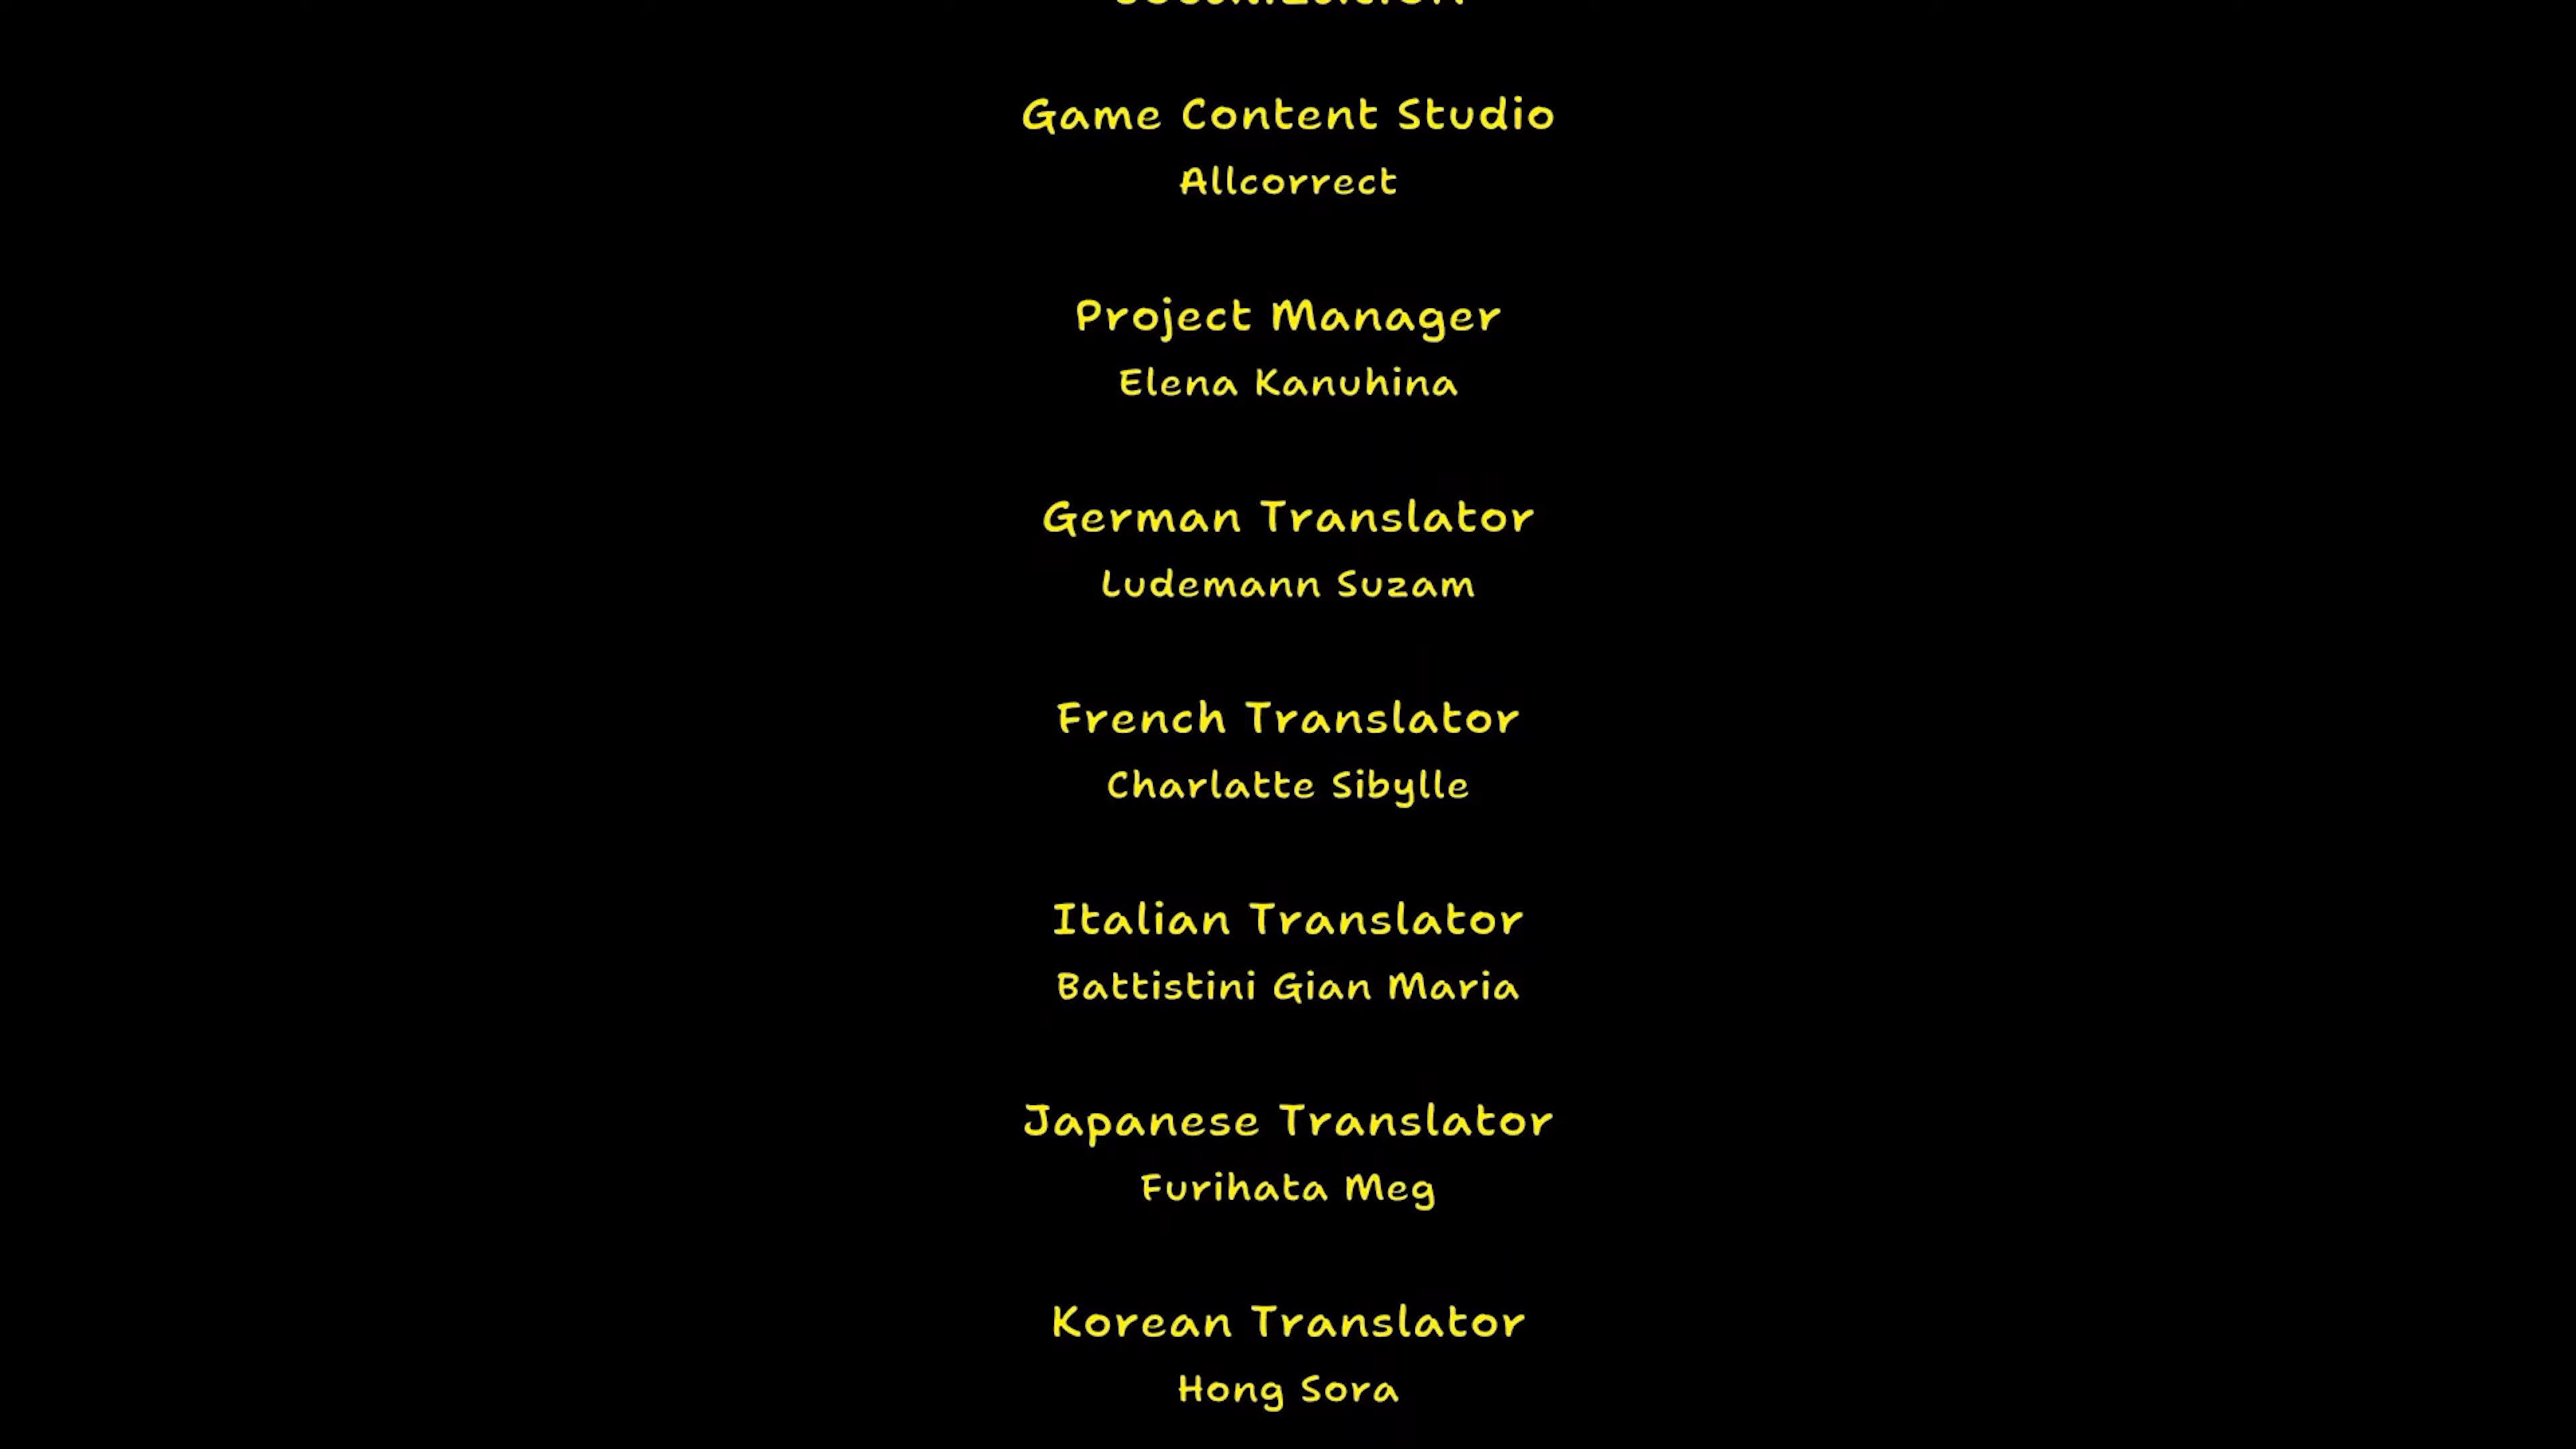 Game Content Studio
Allcorrect
Project Manager
Elena Kanuhina
German Translator
Ludemann Suzam
French Translator
Charlatte Sibylle
Italian Translator
Battistini Gian Maria
Japanese Translator
Furihata Meg
Korean Translator
Hong Sora